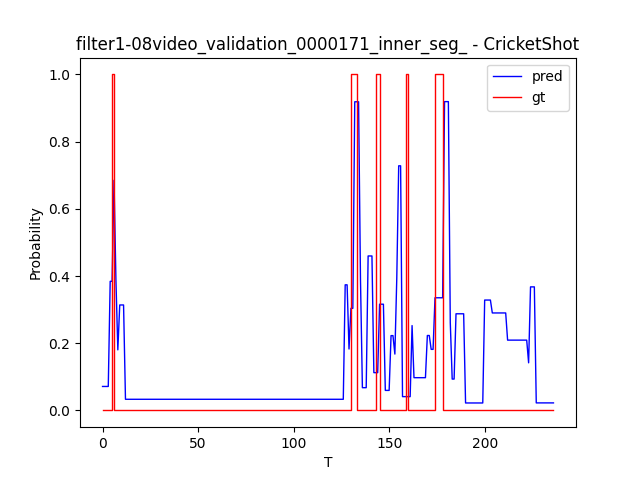 filter1-08video_validation_0000171_inner_seg_ - CricketShot
pred
gt
1.0
0.8
0.6
0.4
0.2
0.0
Probability
0
50
100
150
200
T